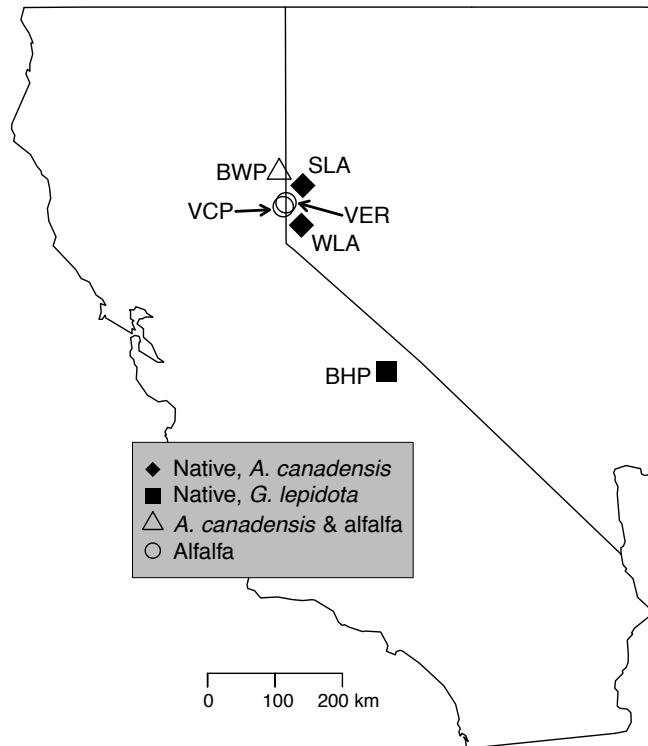 BWP
SLA
VCP
VER
WLA
BHP
Native, A. canadensis
Native, G. lepidota
A. canadensis & alfalfa
Alfalfa
0 100 200 km